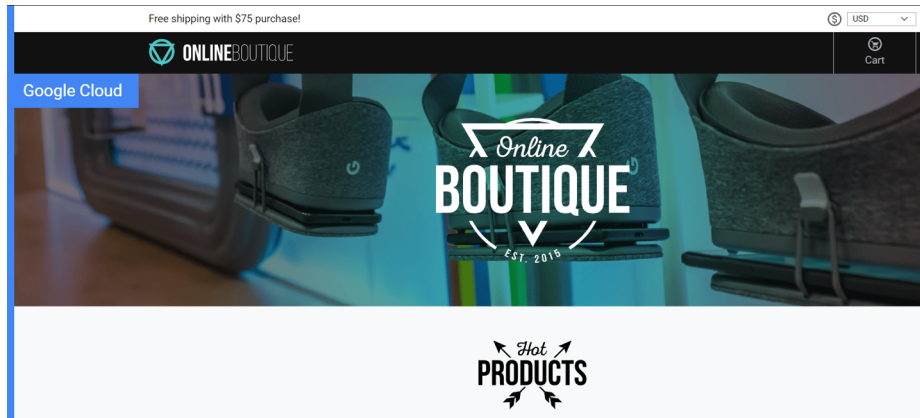 Free shipping with $75 purchase!
$ USD
ONLINEBOUTIQUE
Cart
Google Cloud
Online
BOUTIQUE
EST. 2015
Hot
PRODUCTS